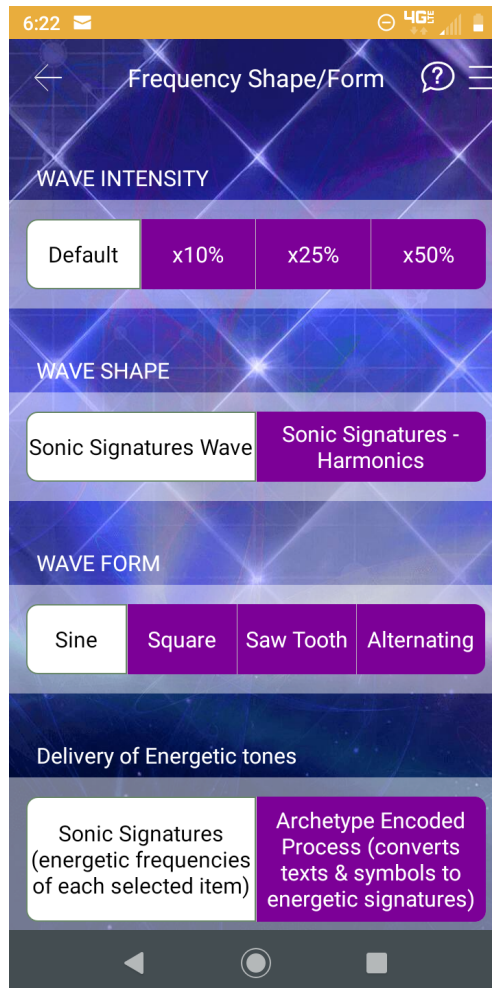 6:22
4G LTE
Frequency Shape/Form
WAVE INTENSITY
Default x10% x25% x50%
WAVE SHAPE
Sonic Signatures Wave
Sonic Signatures -
Harmonics
WAVE FORM
Sine Square Saw Tooth Alternating
Delivery of Energetic tones
Sonic Signatures
(energetic frequencies
of each selected item)
Archetype Encoded
Process (converts
texts & symbols to
energetic signatures)